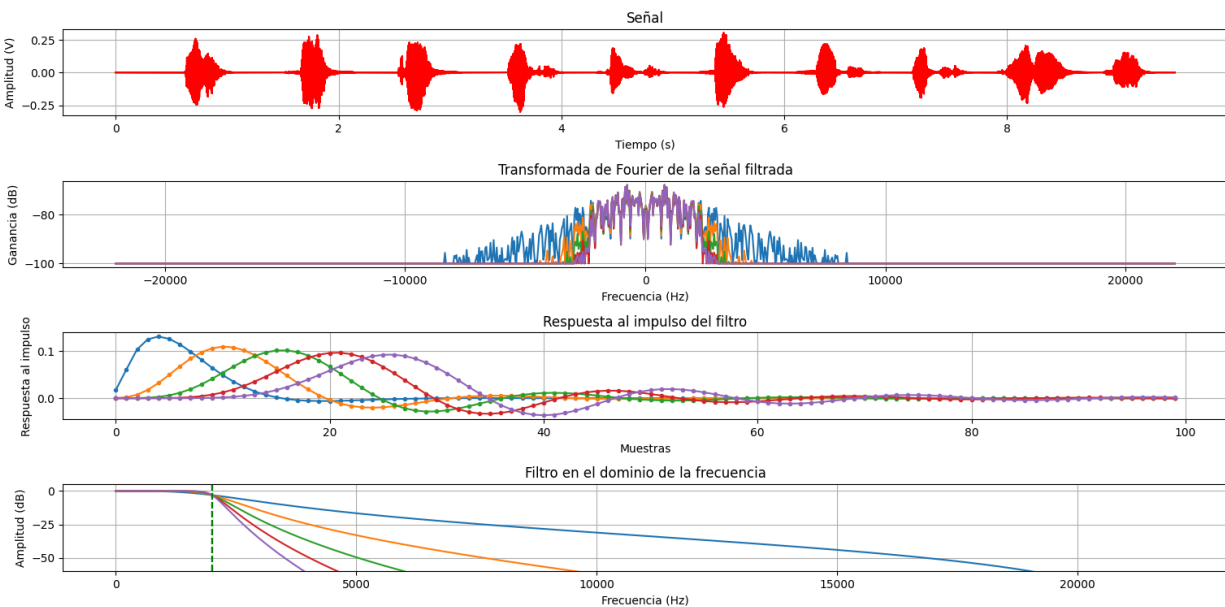 Señal
Amplitud (V)
0.25
0.00
−0.25
0 2 4 6 8
Tiempo (s)
Transformada de Fourier de la señal filtrada
Ganancia (dB)
−80
−100
−20000 −10000 0 10000 20000
Frecuencia (Hz)
Respuesta al impulso del filtro
Respuesta al impulso
0.1
0.0
0 20 40 60 80 100
Muestras
Filtro en el dominio de la frecuencia
Amplitud (dB)
0
−25
−50
0 5000 10000 15000 20000
Frecuencia (Hz)